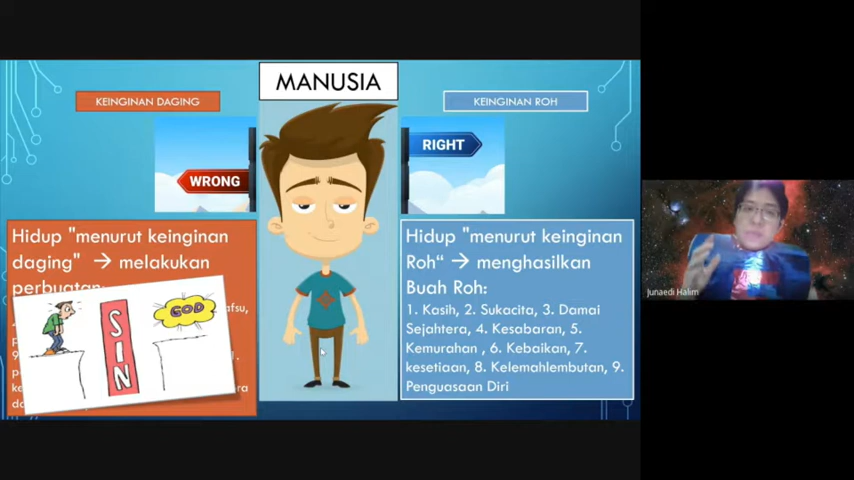 MANUSIA
KEINGINAN DAGING
KEINGINAN ROH
WRONG
RIGHT
Hidup "menurut keinginan
daging" → melakukan
perbuatan:
SIN
GOD
Hidup "menurut keinginan
Roh“ → menghasilkan
Buah Roh:
1. Kasih, 2. Sukacita, 3. Damai
Sejahtera, 4. Kesabaran, 5.
Kemurahan , 6. Kebaikan, 7.
kesetiaan, 8. Kelemahlembutan, 9.
Penguasaan Diri
Junaedi Halim